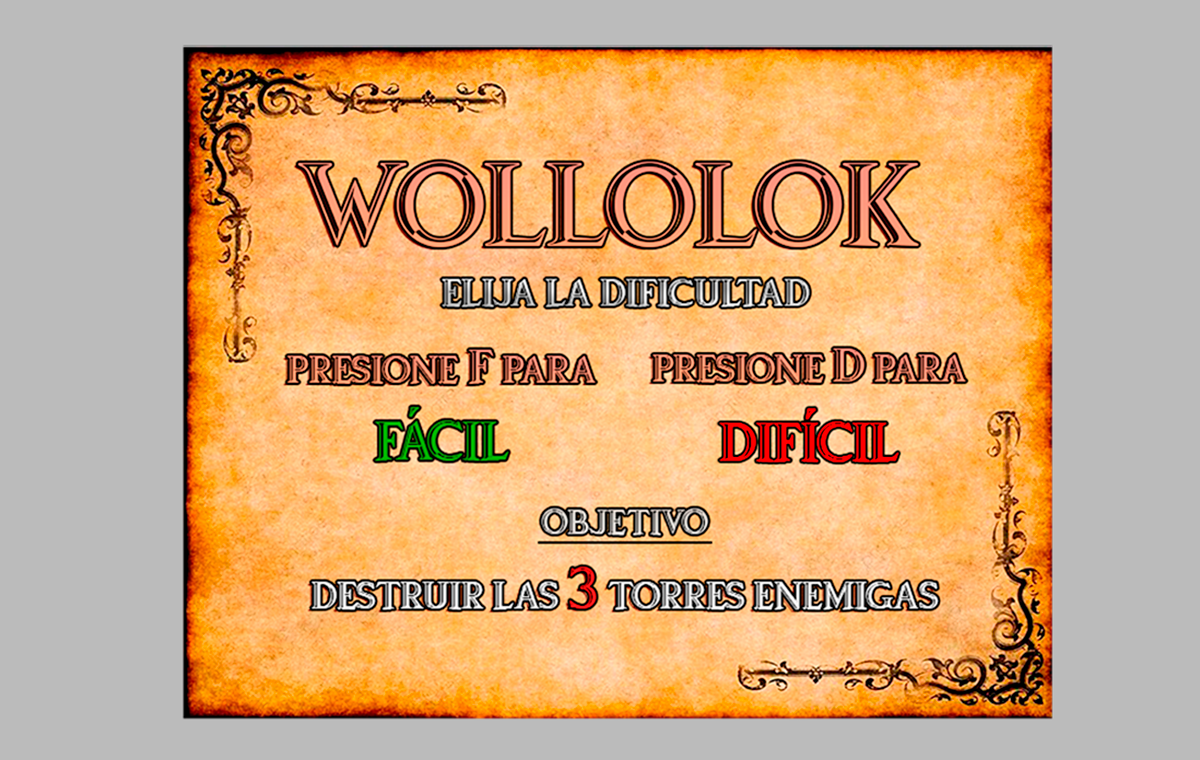 WOLLOLOK
ELIJA LA DIFICULTAD
PRESIONE F PARA
FÁCIL
PRESIONE D PARA
DIFÍCIL
OBJETIVO
DESTRUIR LAS 3 TORRES ENEMIGAS